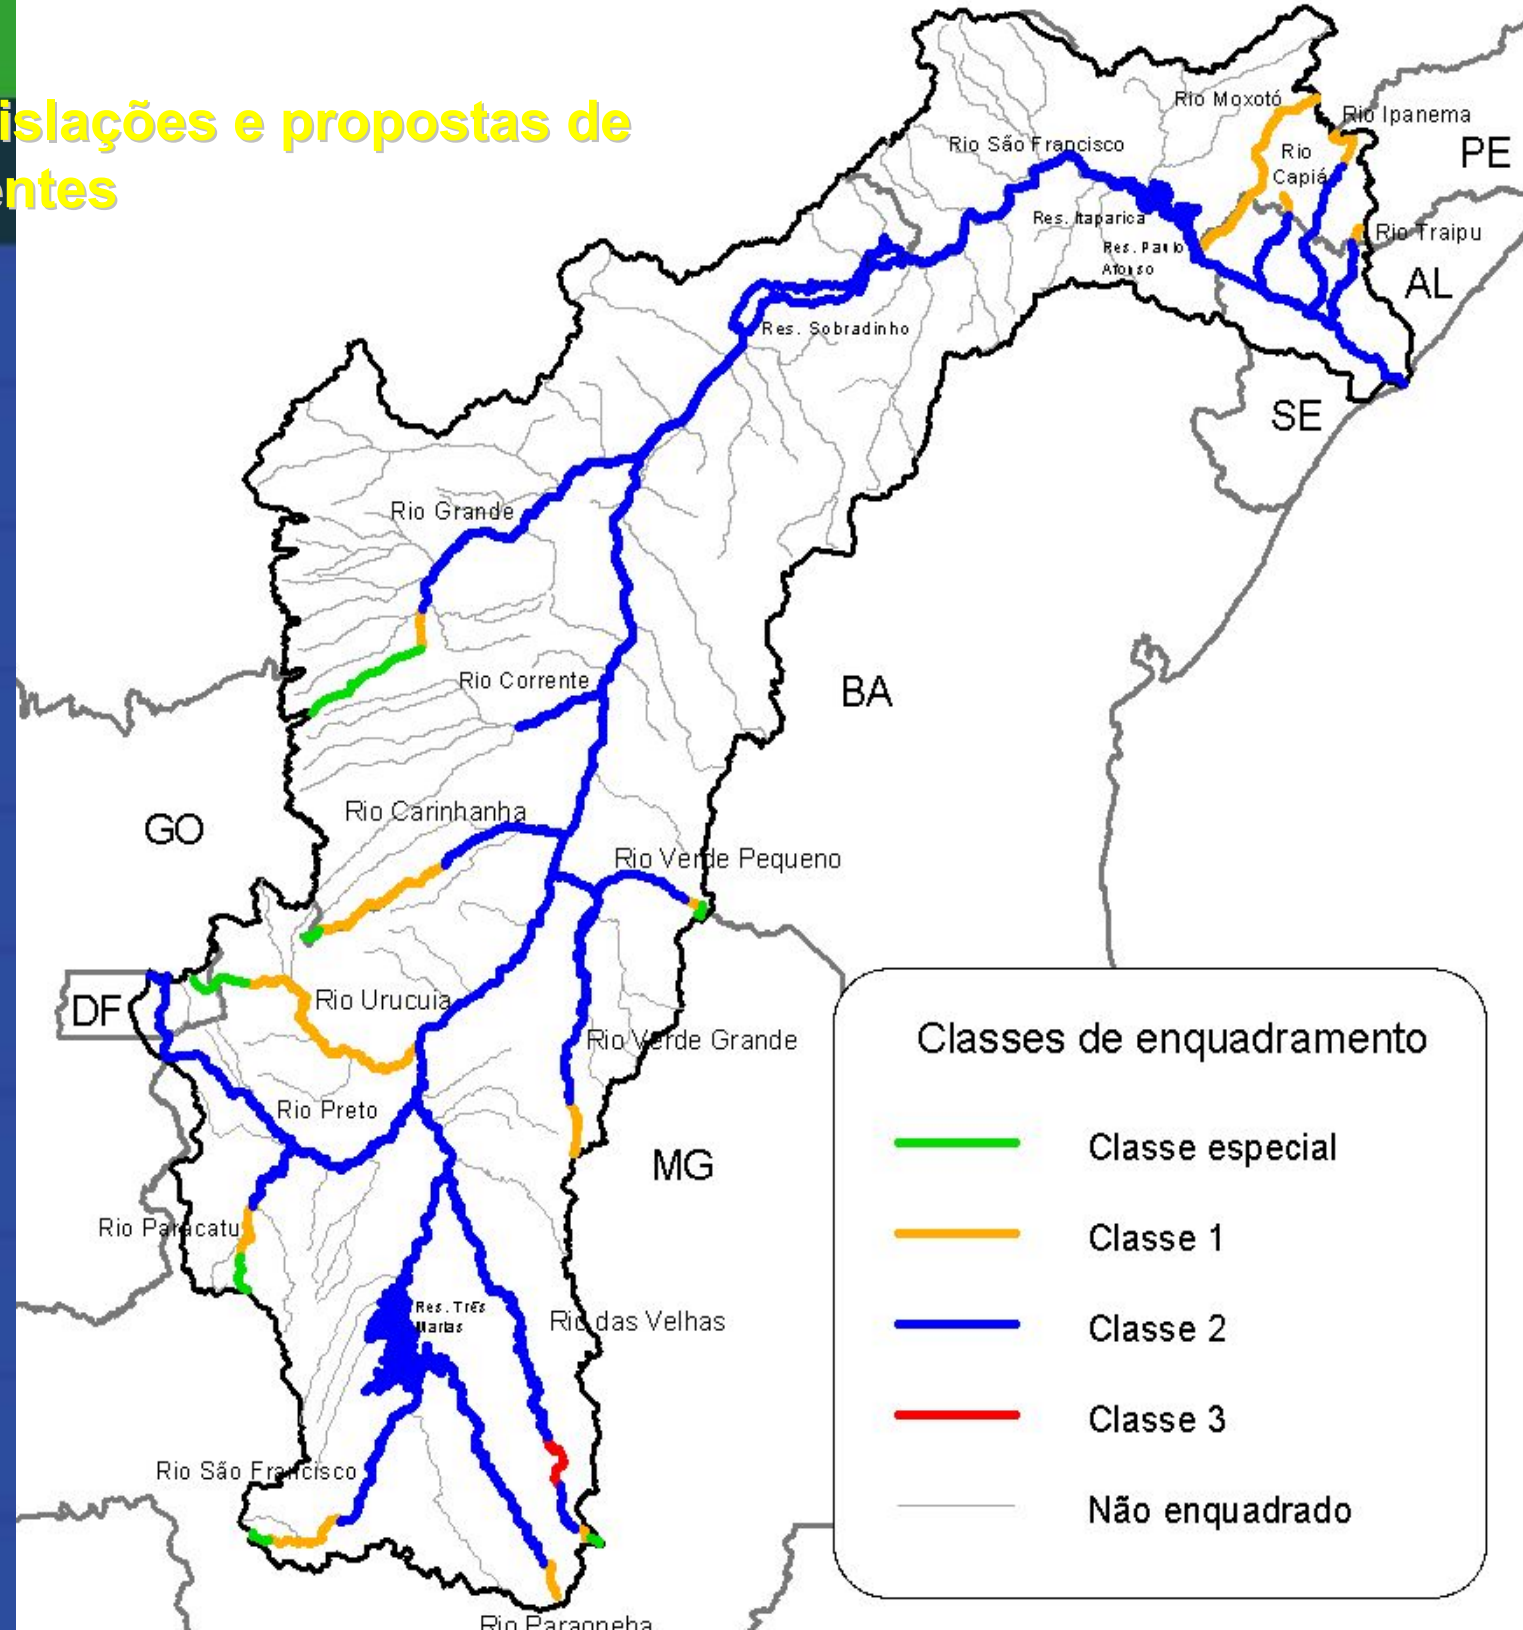 islações e propostas de
entes
Rio Moxotó
Rio Ipanema
Rio São Francisco
Rio
Capiá
PE
Res. Itaparica
Rio Traipu
Res. Paulo
Afonso
AL
Res. Sobradinho
SE
Rio Grande
Rio Corrente
BA
Rio Carinhanha
GO
Rio Verde Pequeno
Rio Urucuia
DF
Rio Verde Grande
Rio Preto
MG
Rio Paracatu
Res. Três
Marias
Rio das Velhas
Rio São Francisco
Rio Paraopeba
Classes de enquadramento
Classe especial
Classe 1
Classe 2
Classe 3
Não enquadrado